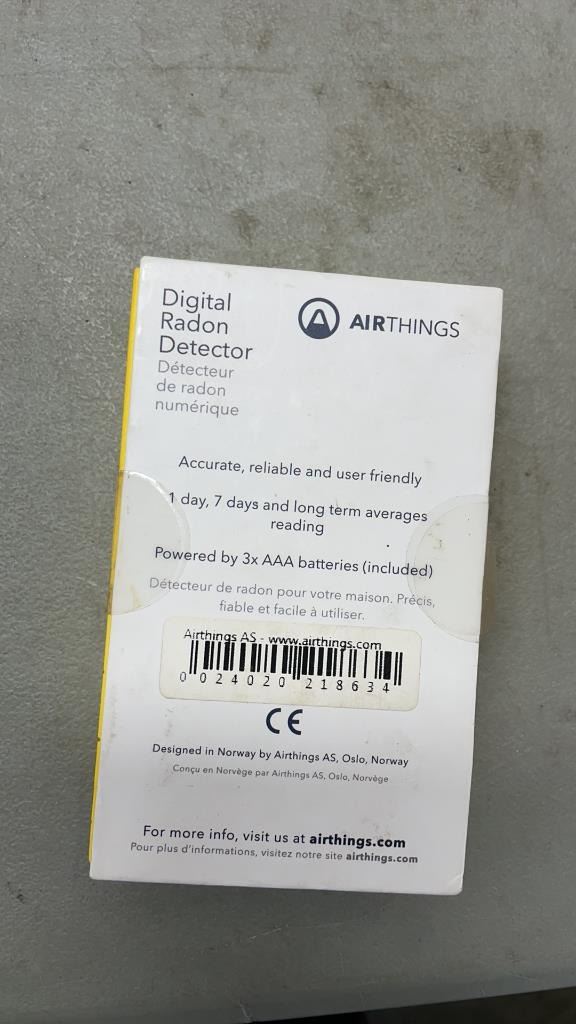 Digital
Radon
Detector
Détecteur
de radon
numérique
AIRTHINGS
Accurate, reliable and user friendly
1 day, 7 days and long term averages
reading
Powered by 3x AAA batteries (included)
Détecteur de radon pour votre maison. Précis,
fiable et facile à utiliser.
Airthings AS - www.airthings.com
0 024020 218634
CE
Designed in Norway by Airthings AS, Oslo, Norway
Conçu en Norvège par Airthings AS, Oslo, Norvège
For more info, visit us at airthings.com
Pour plus d'informations, visitez notre site airthings.com